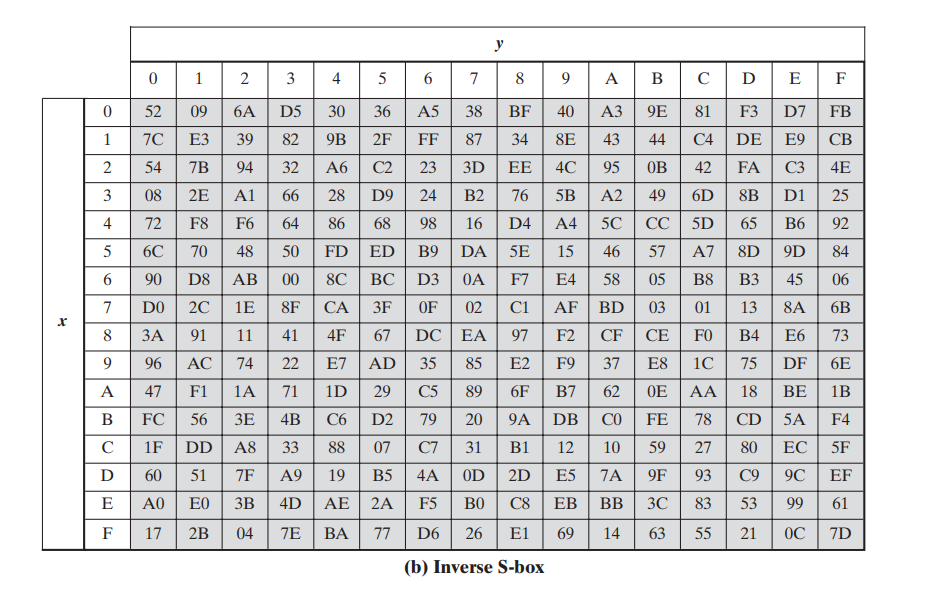 y
0 1 2 3 4 5 6 7 8 9 A B C D E F
0 52 09 6A D5 30 36 A5 38 BF 40 A3 9E 81 F3 D7 FB
1 7C E3 39 82 9B 2F FF 87 34 8E 43 44 C4 DE E9 CB
2 54 7B 94 32 A6 C2 23 3D EE 4C 95 0B 42 FA C3 4E
3 08 2E A1 66 28 D9 24 B2 76 5B A2 49 6D 8B D1 25
4 72 F8 F6 64 86 68 98 16 D4 A4 5C CC 5D 65 B6 92
5 6C 70 48 50 FD ED B9 DA 5E 15 46 57 A7 8D 9D 84
6 90 D8 AB 00 8C BC D3 0A F7 E4 58 05 B8 B3 45 06
7 D0 2C 1E 8F CA 3F 0F 02 C1 AF BD 03 01 13 8A 6B
x
8 3A 91 11 41 4F 67 DC EA 97 F2 CF CE F0 B4 E6 73
9 96 AC 74 22 E7 AD 35 85 E2 F9 37 E8 1C 75 DF 6E
A 47 F1 1A 71 1D 29 C5 89 6F B7 62 0E AA 18 BE 1B
B FC 56 3E 4B C6 D2 79 20 9A DB C0 FE 78 CD 5A F4
C 1F DD A8 33 88 07 C7 31 B1 12 10 59 27 80 EC 5F
D 60 51 7F A9 19 B5 4A 0D 2D E5 7A 9F 93 C9 9C EF
E A0 E0 3B 4D AE 2A F5 B0 C8 EB BB 3C 83 53 99 61
F 17 2B 04 7E BA 77 D6 26 E1 69 14 63 55 21 0C 7D
(b) Inverse S-box